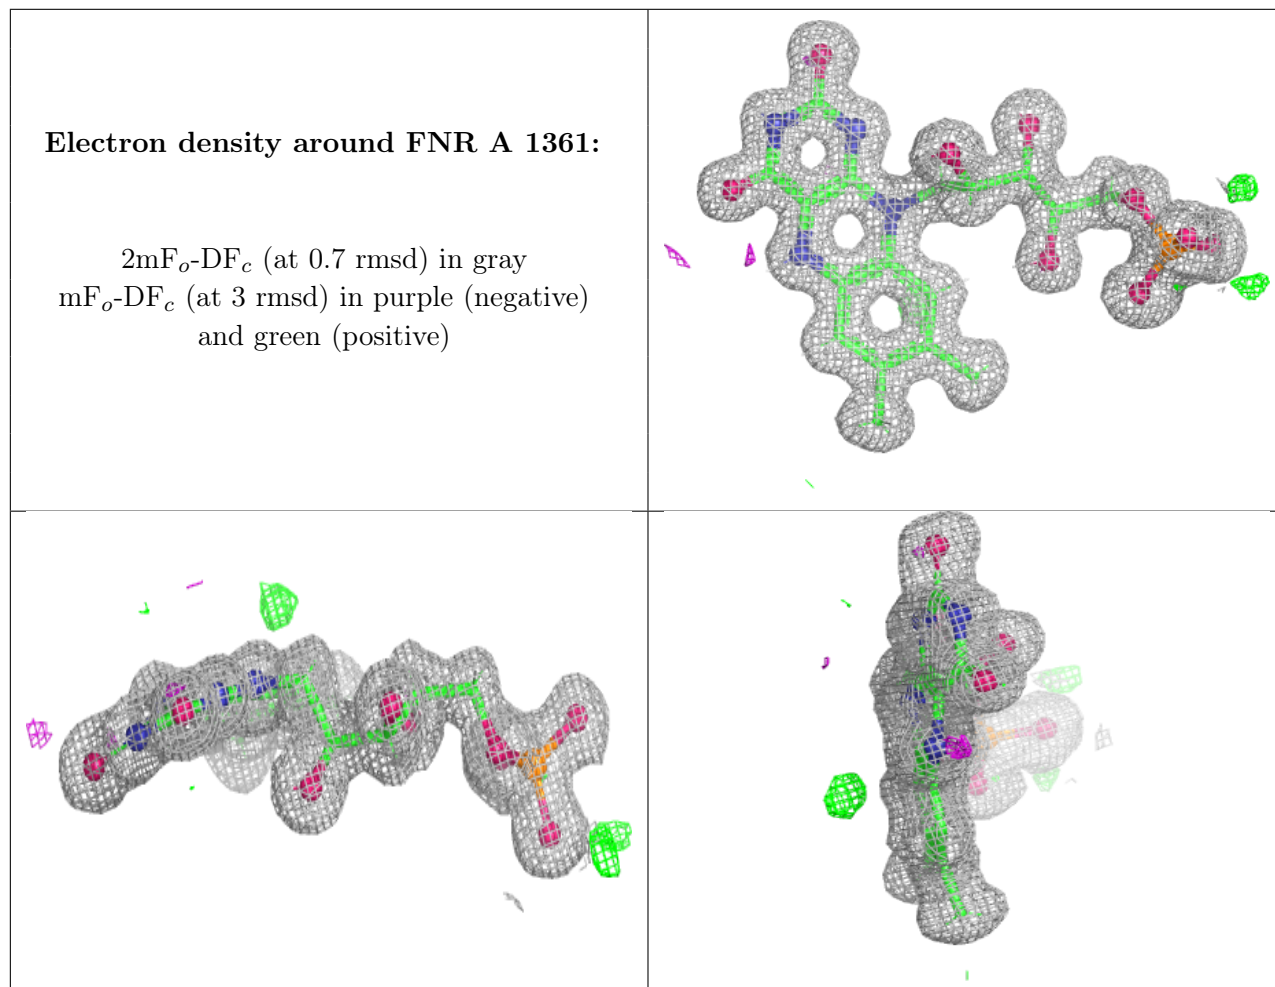 Electron density around FNR A 1361:
2mFo-DFc (at 0.7 rmsd) in gray
mFo-DFc (at 3 rmsd) in purple (negative)
and green (positive)